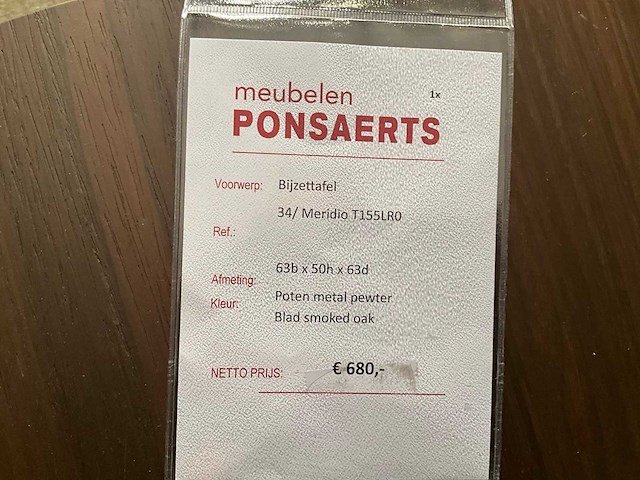 meubelen 1x
PONSAERTS
Voorwerp: Bijzettafel
34/ Meridio T155LR0
Ref.:
Afmeting: 63b x 50h x 63d
Kleur: Poten metal pewter
Blad smoked oak
NETTO PRIJS: € 680,-